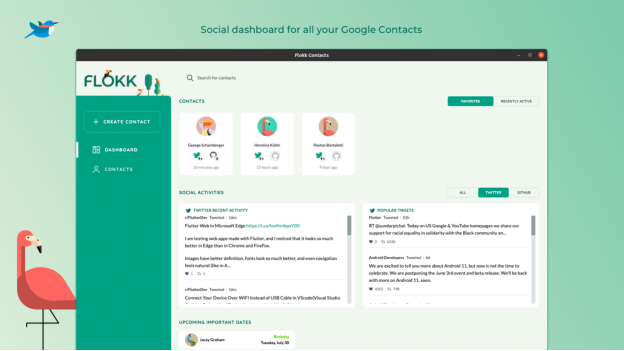 Social dashboard for all your Google Contacts
Flokk Contacts
FLOKK
Search for contacts
CREATE CONTACT
DASHBOARD
CONTACTS
CONTACTS
FAVORITES
RECENTLY ACTIVE
George Schamberger
Hermina Kiehn
Paxton Bartoletti
33 minutes ago
13 hours ago
4 days ago
SOCIAL ACTIVITIES
ALL
TWITTER
GITHUB
TWITTER RECENT ACTIVITY
r/FlutterDev Tweeted · 16m
Flutter Web in Microsoft Edge
I am testing web apps made with Flutter, and I noticed that it looks so much
better in Edge than in Chrome and FireFox.
Images have better definition, fonts look so much better, and even navigation
feels natural (like in A...
r/FlutterDev Tweeted · 56m
Connect Your Device Over WIFI Instead of USB Cable in VScode(Visual Studio
POPULAR TWEETS
Flutter Tweeted · 23h
RT @sundarpichai: Today on US Google & YouTube homepages we share our
support for racial equality in solidarity with the Black community an...
Android Developers Tweeted · 4d
We are excited to tell you more about Android 11, but now is not the time to
celebrate. We are postponing the June 3rd event and beta release. We'll be back
with more on Android 11, soon.
UPCOMING IMPORTANT DATES
Jacey Graham
Birthday
Tuesday, July 30